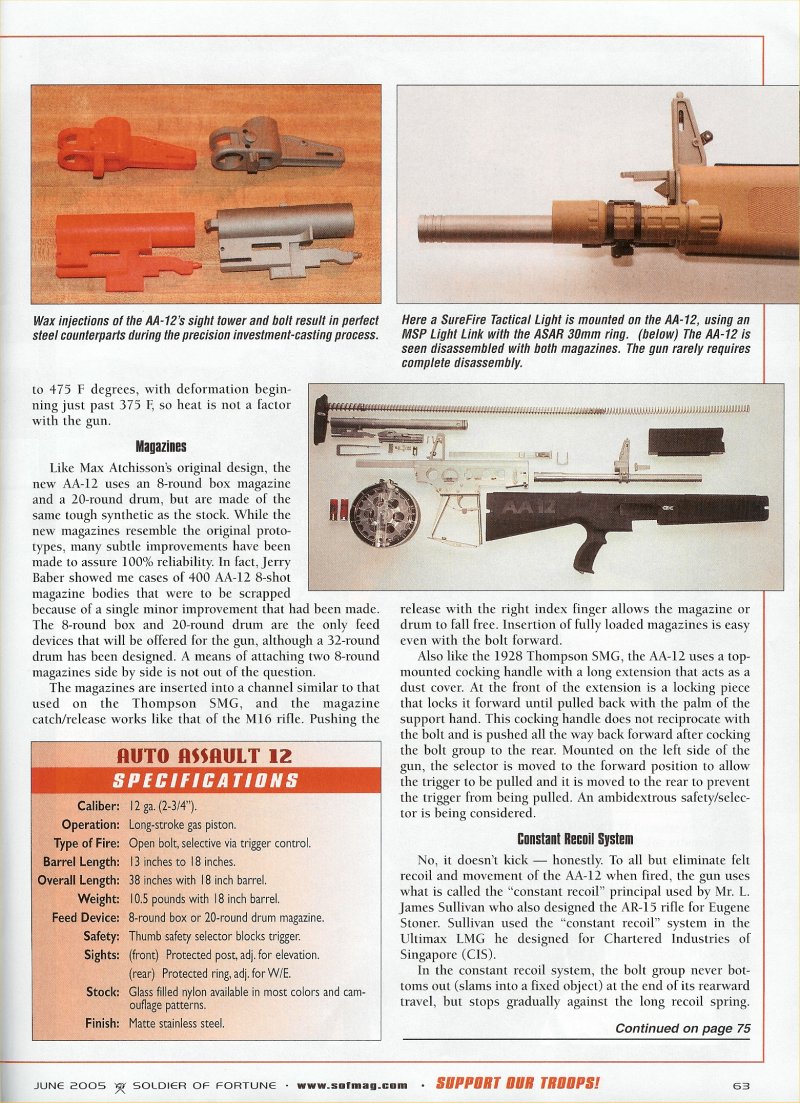 Wax injections of the AA-12's sight tower and bolt result in perfect
steel counterparts during the precision investment-casting process.
Here a SureFire Tactical Light is mounted on the AA-12, using an
MSP Light Link with the ASAR 30mm ring. (below) The AA-12 is
seen disassembled with both magazines. The gun rarely requires
complete disassembly.
to 475 F degrees, with deformation begin-
ning just past 375 F, so heat is not a factor
with the gun.
Magazines
Like Max Atchisson's original design, the
new AA-12 uses an 8-round box magazine
and a 20-round drum, but are made of the
same tough synthetic as the stock. While the
new magazines resemble the original proto-
types, many subtle improvements have been
made to assure 100% reliability. In fact, Jerry
Baber showed me cases of 400 AA-12 8-shot
magazine bodies that were to be scrapped
because of a single minor improvement that had been made.
The 8-round box and 20-round drum are the only feed
devices that will be offered for the gun, although a 32-round
drum has been designed. A means of attaching two 8-round
magazines side by side is not out of the question.
The magazines are inserted into a channel similar to that
used on the Thompson SMG, and the magazine
catch/release works like that of the M16 rifle. Pushing the
AA12
release with the right index finger allows the magazine or
drum to fall free. Insertion of fully loaded magazines is easy
even with the bolt forward.
Also like the 1928 Thompson SMG, the AA-12 uses a top-
mounted cocking handle with a long extension that acts as a
dust cover. At the front of the extension is a locking piece
that locks it forward until pulled back with the palm of the
support hand. This cocking handle does not reciprocate with
the bolt and is pushed all the way back forward after cocking
the bolt group to the rear. Mounted on the left side of the
gun, the selector is moved to the forward position to allow
the trigger to be pulled and it is moved to the rear to prevent
the trigger from being pulled. An ambidextrous safety/selec-
tor is being considered.
Constant Recoil System
No, it doesn't kick — honestly. To all but eliminate felt
recoil and movement of the AA-12 when fired, the gun uses
what is called the "constant recoil" principal used by Mr. L.
James Sullivan who also designed the AR-15 rifle for Eugene
Stoner. Sullivan used the "constant recoil" system in the
Ultimax LMG he designed for Chartered Industries of
Singapore (CIS).
In the constant recoil system, the bolt group never bot-
toms out (slams into a fixed object) at the end of its rearward
travel, but stops gradually against the long recoil spring.
Continued on page 75
AUTO ASSAULT 12
SPECIFICATIONS
Caliber: 12 ga. (2-3/4").
Operation: Long-stroke gas piston.
Type of Fire: Open bolt, selective via trigger control.
Barrel Length: 13 inches to 18 inches.
Overall Length: 38 inches with 18 inch barrel.
Weight: 10.5 pounds with 18 inch barrel.
Feed Device: 8-round box or 20-round drum magazine.
Safety: Thumb safety selector blocks trigger.
Sights: (front) Protected post, adj. for elevation.
(rear) Protected ring, adj. for W/E.
Stock: Glass filled nylon available in most colors and cam-
ouflage patterns.
Finish: Matte stainless steel.
JUNE 2005 SOLDIER OF FORTUNE · www.sofmag.com · SUPPORT OUR TROOPS! 63